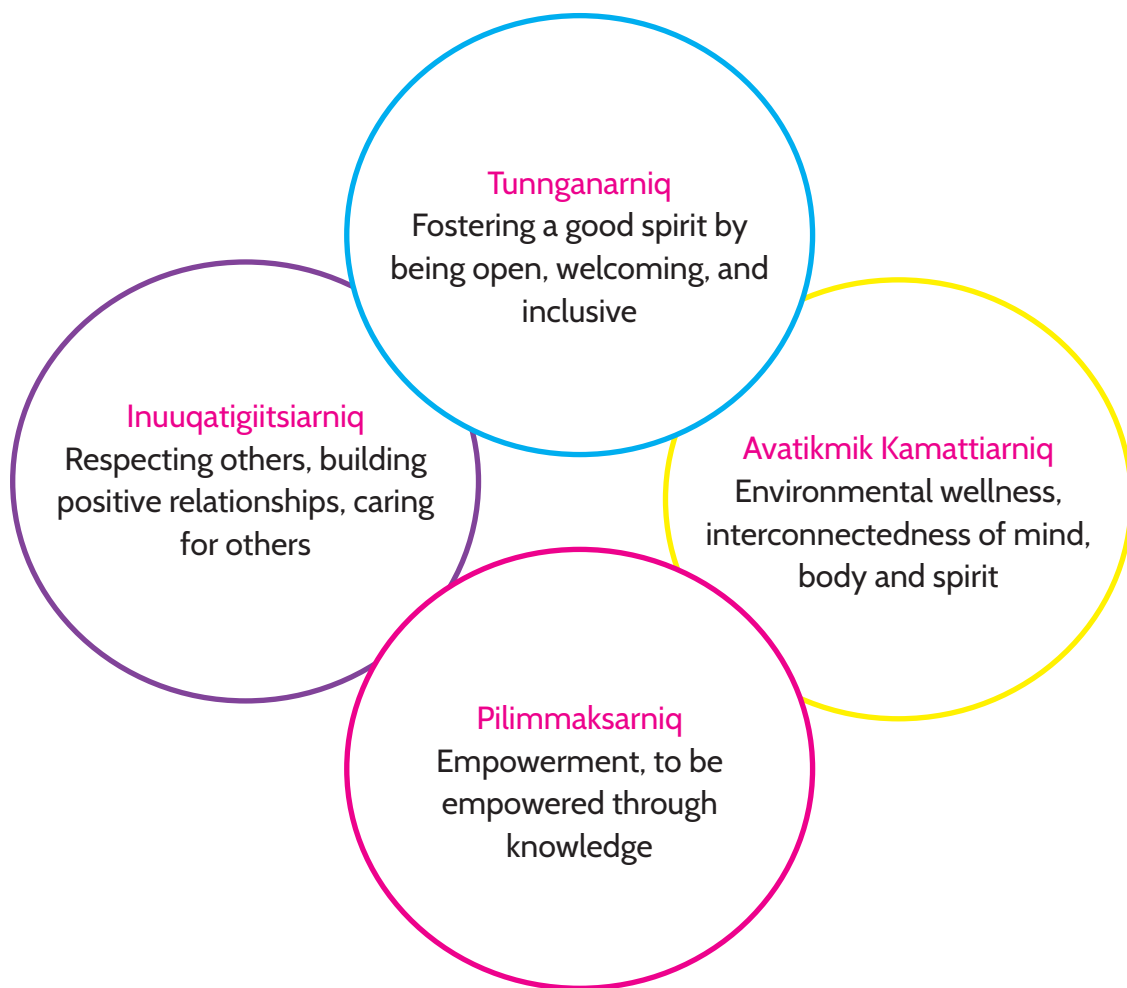 Tunnganarniq
Fostering a good spirit by
being open, welcoming, and
inclusive
Inuuqatigiitsiarniq
Respecting others, building
positive relationships, caring
for others
Avatikmik Kamattiarniq
Environmental wellness,
interconnectedness of mind,
body and spirit
Pilimmaksarniq
Empowerment, to be
empowered through
knowledge